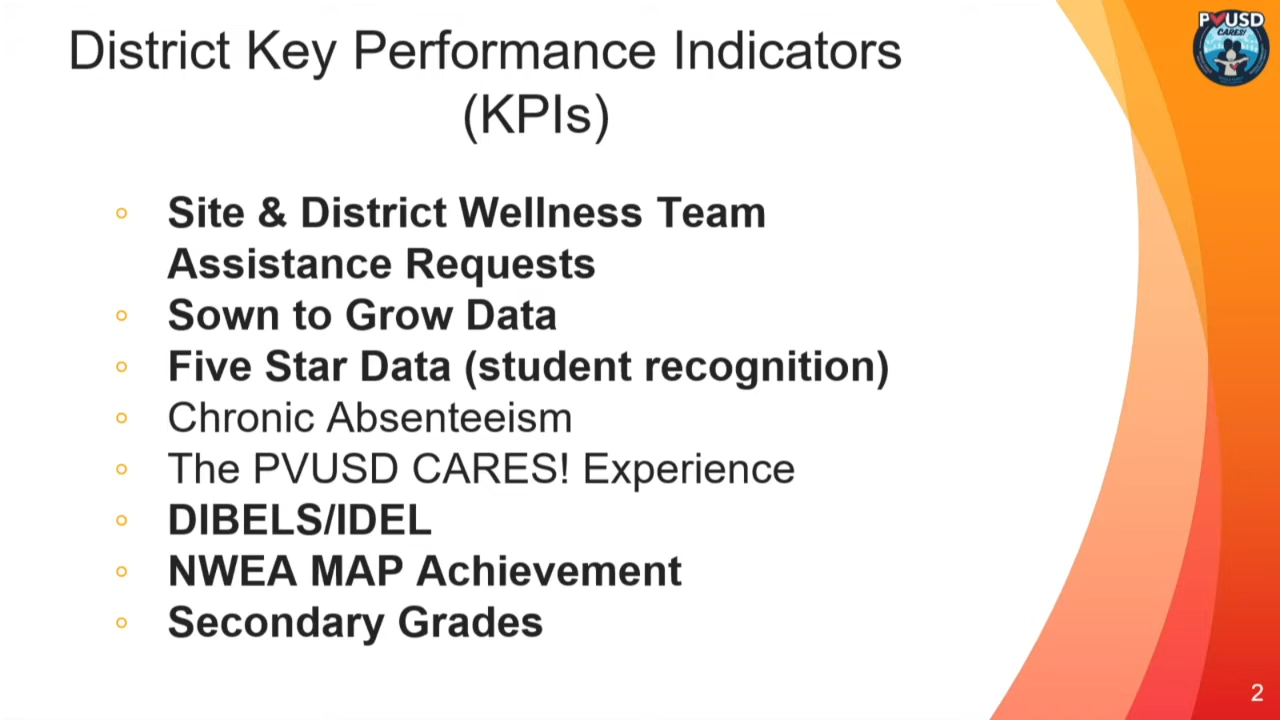 PVUSD
CARES!
District Key Performance Indicators
(KPIs)
Site & District Wellness Team
Assistance Requests
Sown to Grow Data
Five Star Data (student recognition)
Chronic Absenteeism
The PVUSD CARES! Experience
DIBELS/IDEL
NWEA MAP Achievement
Secondary Grades
2